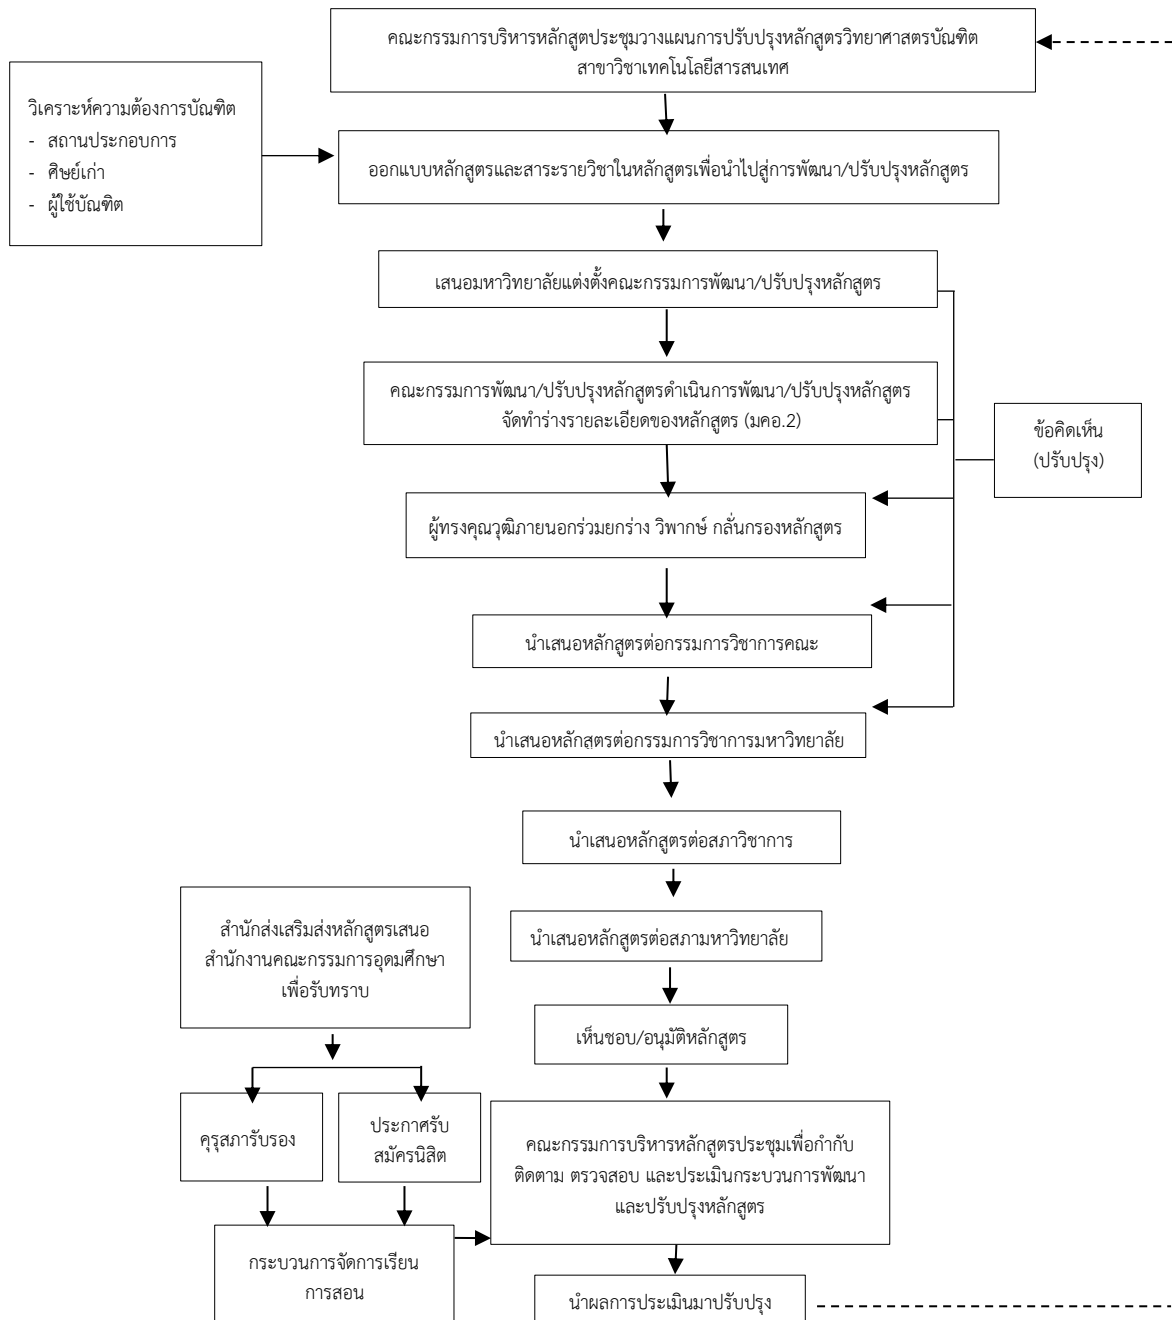 คณะกรรมการบริหารหลักสูตประชุมวางแผนการปรับปรุงหลักสูตรวิทยาศาสตรบัณฑิต
สาขาวิชาเทคโนโลยีสารสนเทศ
วิเคราะห์ความต้องการบัณฑิต
- สถานประกอบการ
- ศิษย์เก่า
- ผู้ใช้บัณฑิต
ออกแบบหลักสูตรและสาระรายวิชาในหลักสูตรเพื่อนำไปสู่การพัฒนา/ปรับปรุงหลักสูตร
เสนอมหาวิทยาลัยแต่งตั้งคณะกรรมการพัฒนา/ปรับปรุงหลักสูตร
คณะกรรมการพัฒนา/ปรับปรุงหลักสูตรดำเนินการพัฒนา/ปรับปรุงหลักสูตร
จัดทำร่างรายละเอียดของหลักสูตร (มคอ.2)
ข้อคิดเห็น
(ปรับปรุง)
ผู้ทรงคุณวุฒิภายนอกร่วมยกร่าง วิพากษ์ กลั่นกรองหลักสูตร
นำเสนอหลักสูตรต่อกรรมการวิชาการคณะ
นำเสนอหลักสูตรต่อกรรมการวิชาการมหาวิทยาลัย
นำเสนอหลักสูตรต่อสภาวิชาการ
นำเสนอหลักสูตรต่อสภามหาวิทยาลัย
เห็นชอบ/อนุมัติหลักสูตร
สำนักส่งเสริมส่งหลักสูตรเสนอ
สำนักงานคณะกรรมการอุดมศึกษา
เพื่อรับทราบ
คุรุสภารับรอง
ประกาศรับ
สมัครนิสิต
คณะกรรมการบริหารหลักสูตรประชุมเพื่อกำกับ
ติดตาม ตรวจสอบ และประเมินกระบวนการพัฒนา
และปรับปรุงหลักสูตร
กระบวนการจัดการเรียน
การสอน
นำผลการประเมินมาปรับปรุง